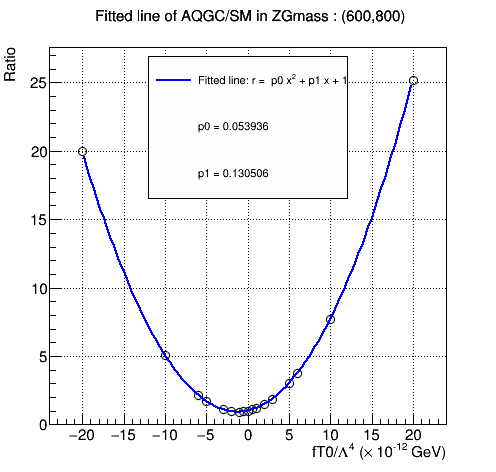 Fitted line of AQGC/SM in ZGmass : (600,800)
Ratio
Fitted line: r = p0 x² + p1 x + 1
p0 = 0.053936
p1 = 0.130506
25
20
15
10
5
0
−20 −15 −10 −5 0 5 10 15 20
fT0/Λ⁴ (× 10⁻¹² GeV)